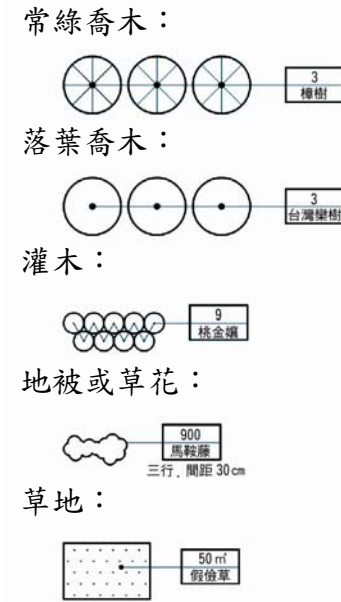 常綠喬木：
3
樟樹
落葉喬木：
3
台灣欒樹
灌木：
9
桃金孃
地被或草花：
900
馬鞍藤
三行，間距 30 cm
草地：
50 ㎡
假儉草